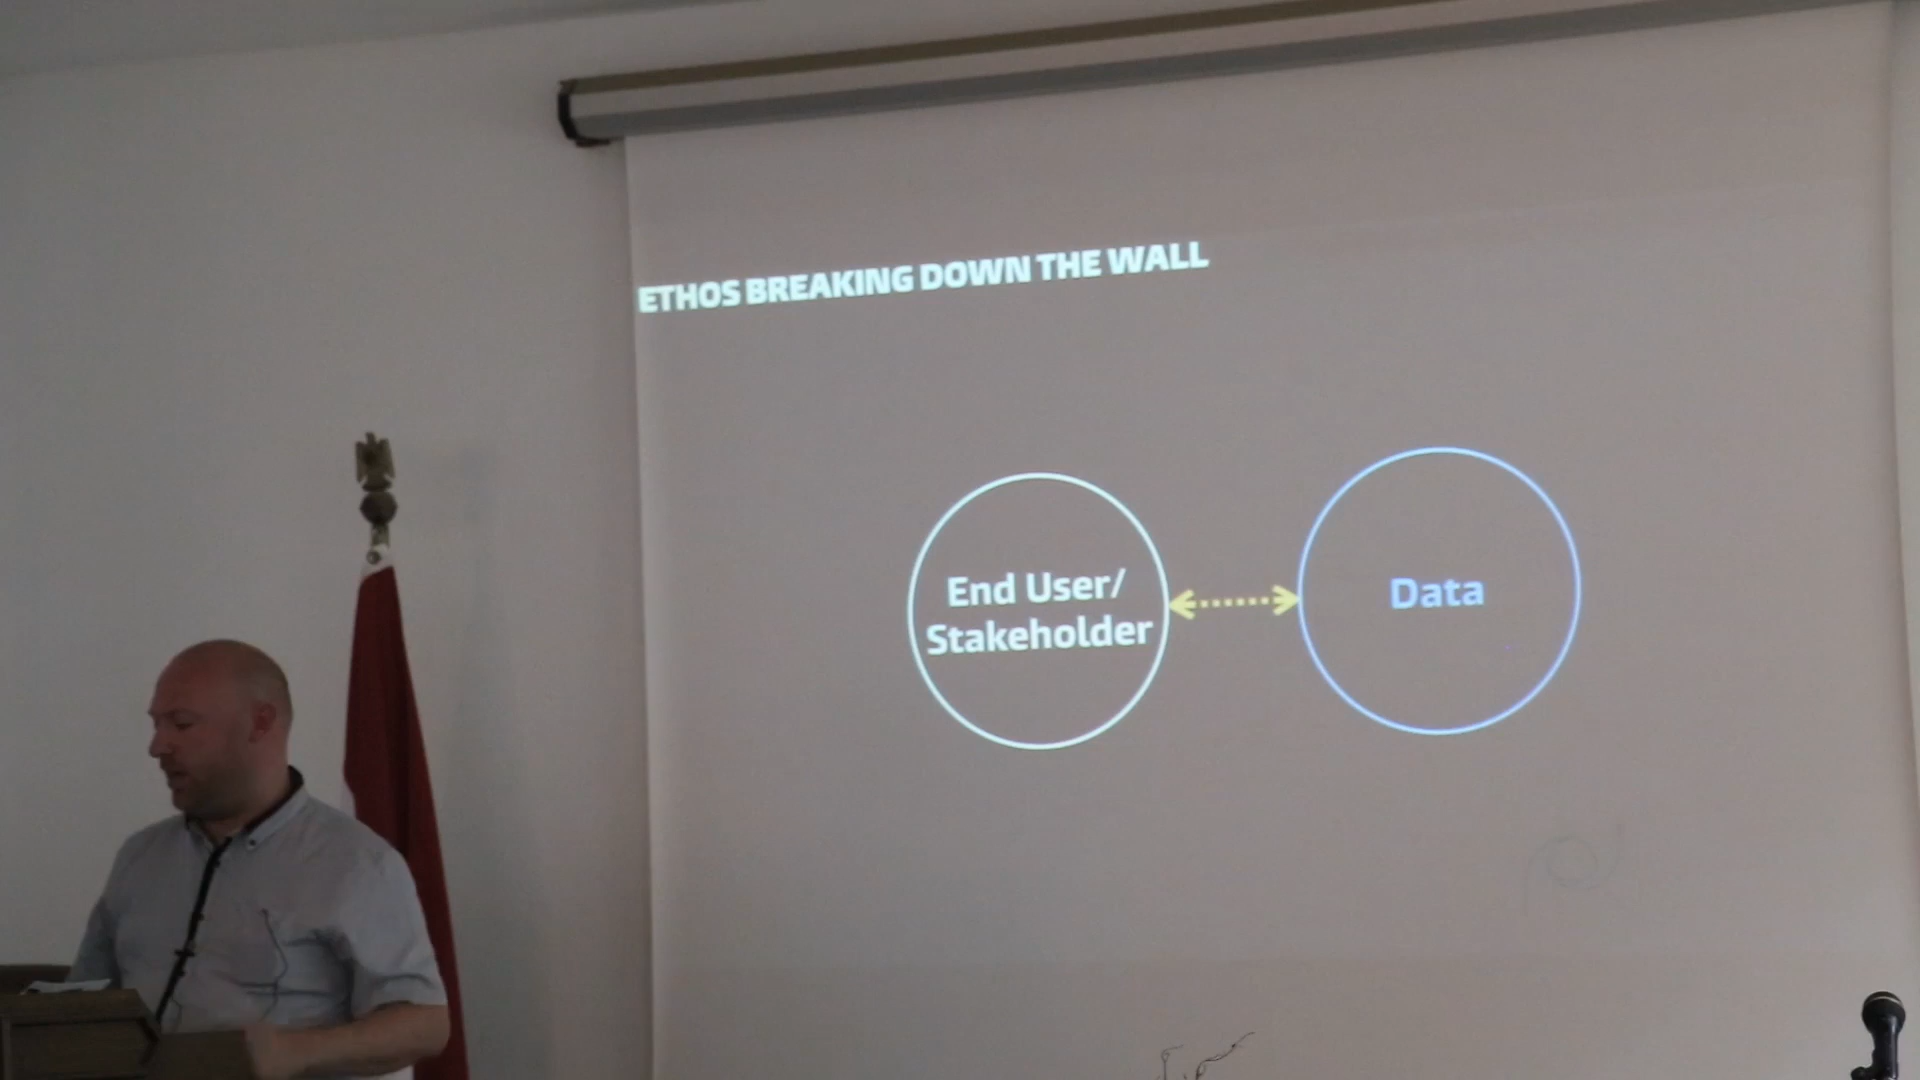 ETHOS BREAKING DOWN THE WALL
End User/
Stakeholder
Data